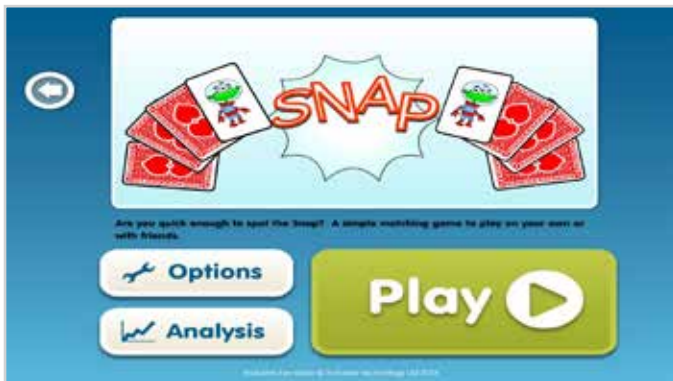 SNAP
Are you quick enough to spot the Snap? A simple matching game to play on your own or
with friends.
Options
Play
Analysis